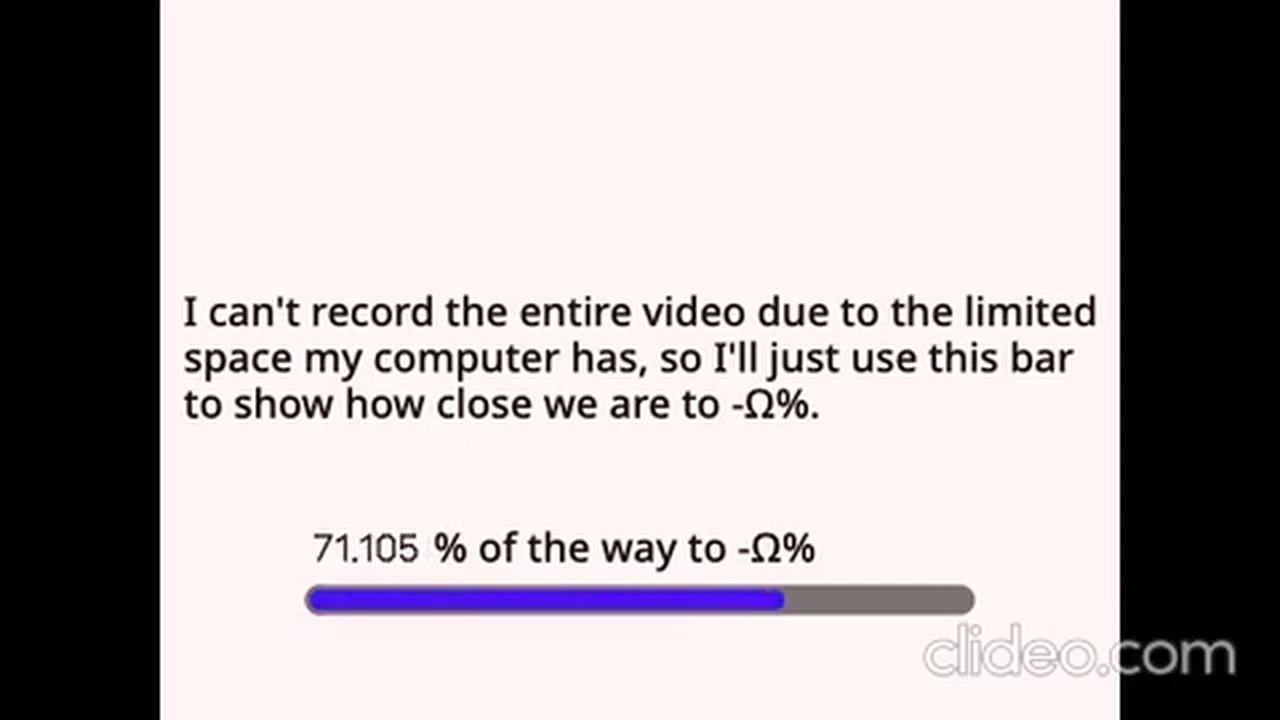 I can't record the entire video due to the limited
space my computer has, so I'll just use this bar
to show how close we are to -Ω%.
71.105 % of the way to -Ω%
clideo.com